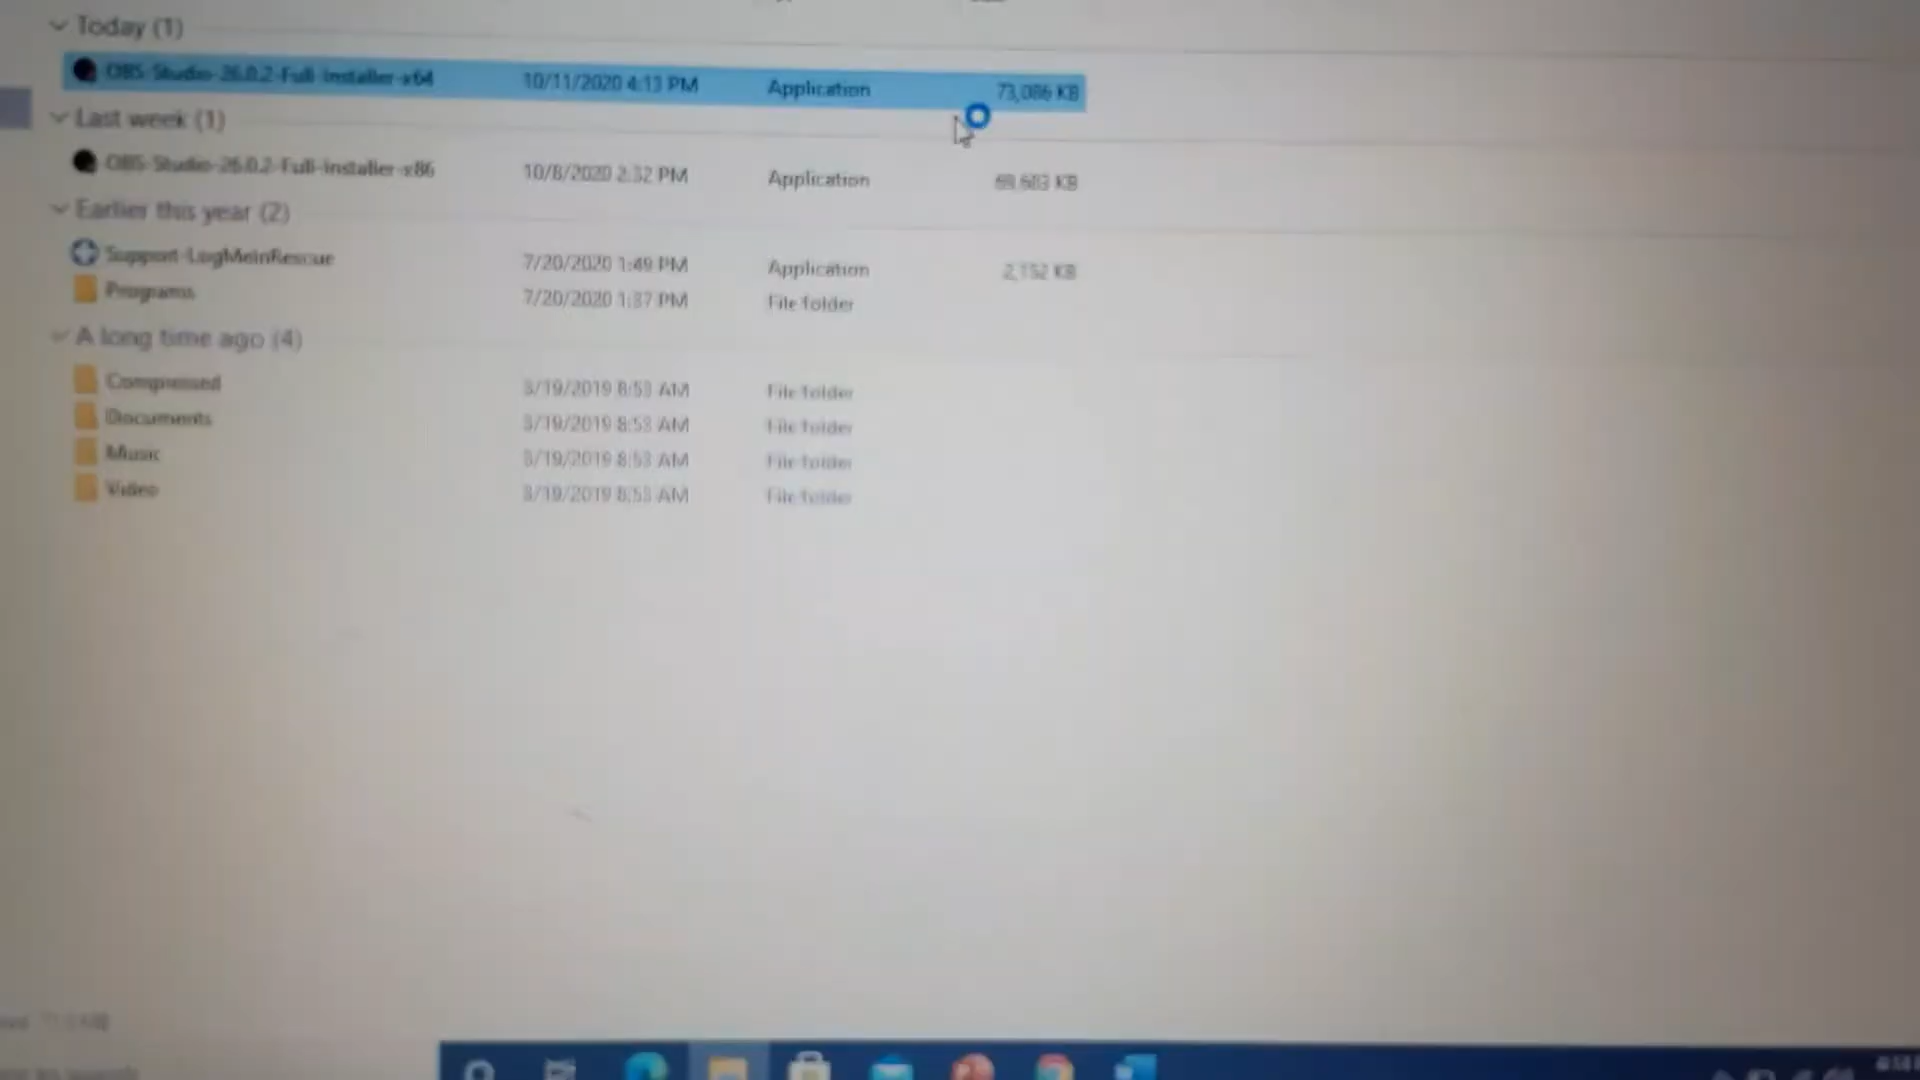 Today (1)
OBS-Studio-26.0.2-Full-Installer-x64 10/11/2020 4:13 PM Application 73,086 KB
Last week (1)
OBS-Studio-26.0.2-Full-Installer-x86 10/8/2020 2:32 PM Application KB
Earlier this year (2)
Support-LogMeInRescue 7/20/2020 1:49 PM Application 2,152 KB
Programs 7/20/2020 1:37 PM File folder
A long time ago (4)
Compressed 3/19/2019 8:53 AM File folder
Documents 3/19/2019 8:53 AM File folder
Music 3/19/2019 8:53 AM File folder
Video 3/19/2019 8:53 AM File folder